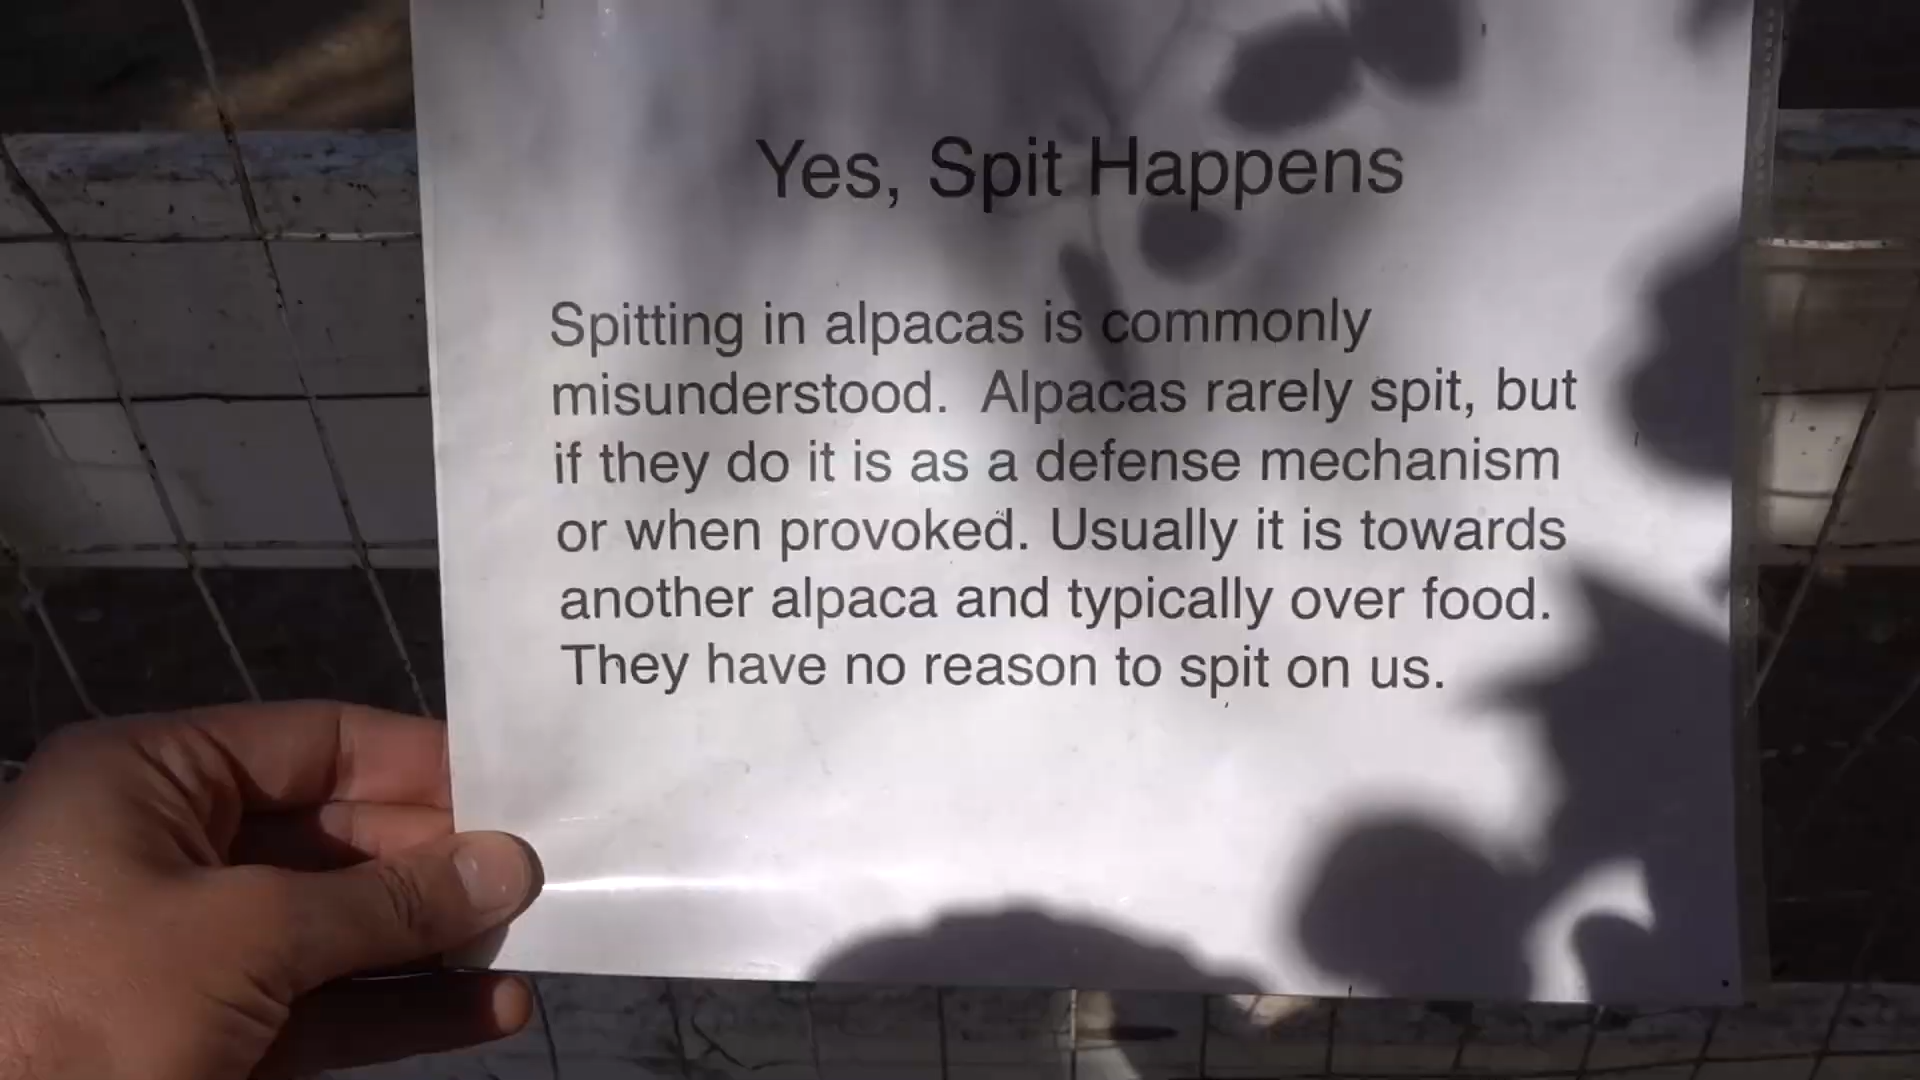 Yes, Spit Happens
Spitting in alpacas is commonly
misunderstood.  Alpacas rarely spit, but
if they do it is as a defense mechanism
or when provoked. Usually it is towards
another alpaca and typically over food.
They have no reason to spit on us.